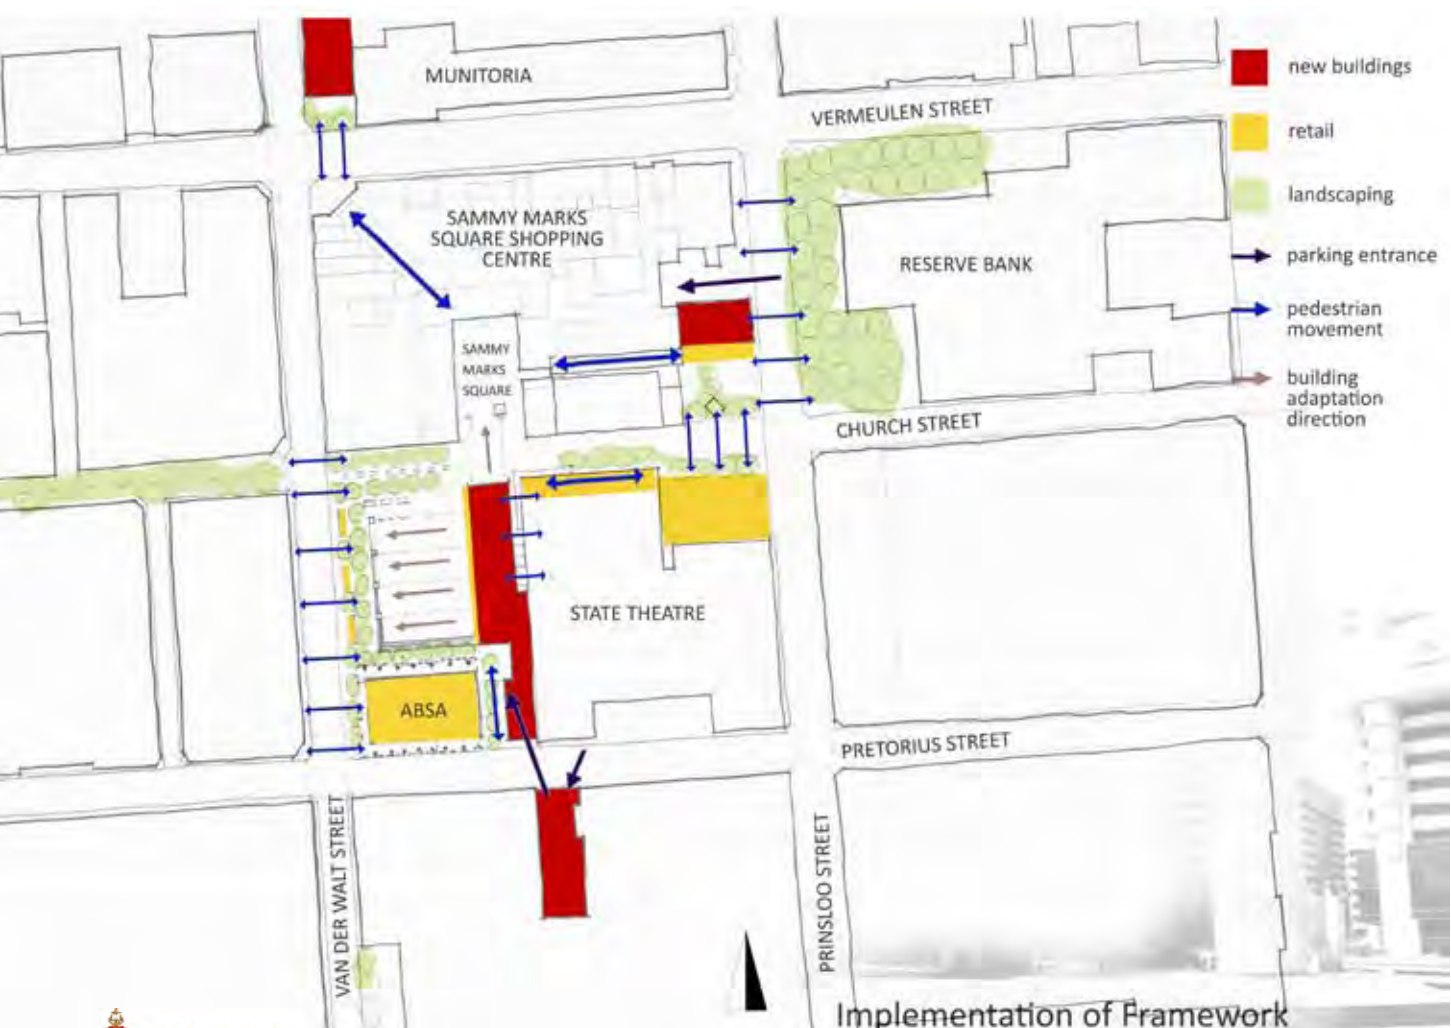 MUNITORIA
VERMEULEN STREET
SAMMY MARKS
SQUARE SHOPPING
CENTRE
RESERVE BANK
SAMMY
MARKS
SQUARE
CHURCH STREET
STATE THEATRE
ABSA
PRETORIUS STREET
VAN DER WALT STREET
PRINSLOO STREET
new buildings
retail
landscaping
parking entrance
pedestrian
movement
building
adaptation
direction
Implementation of Framework